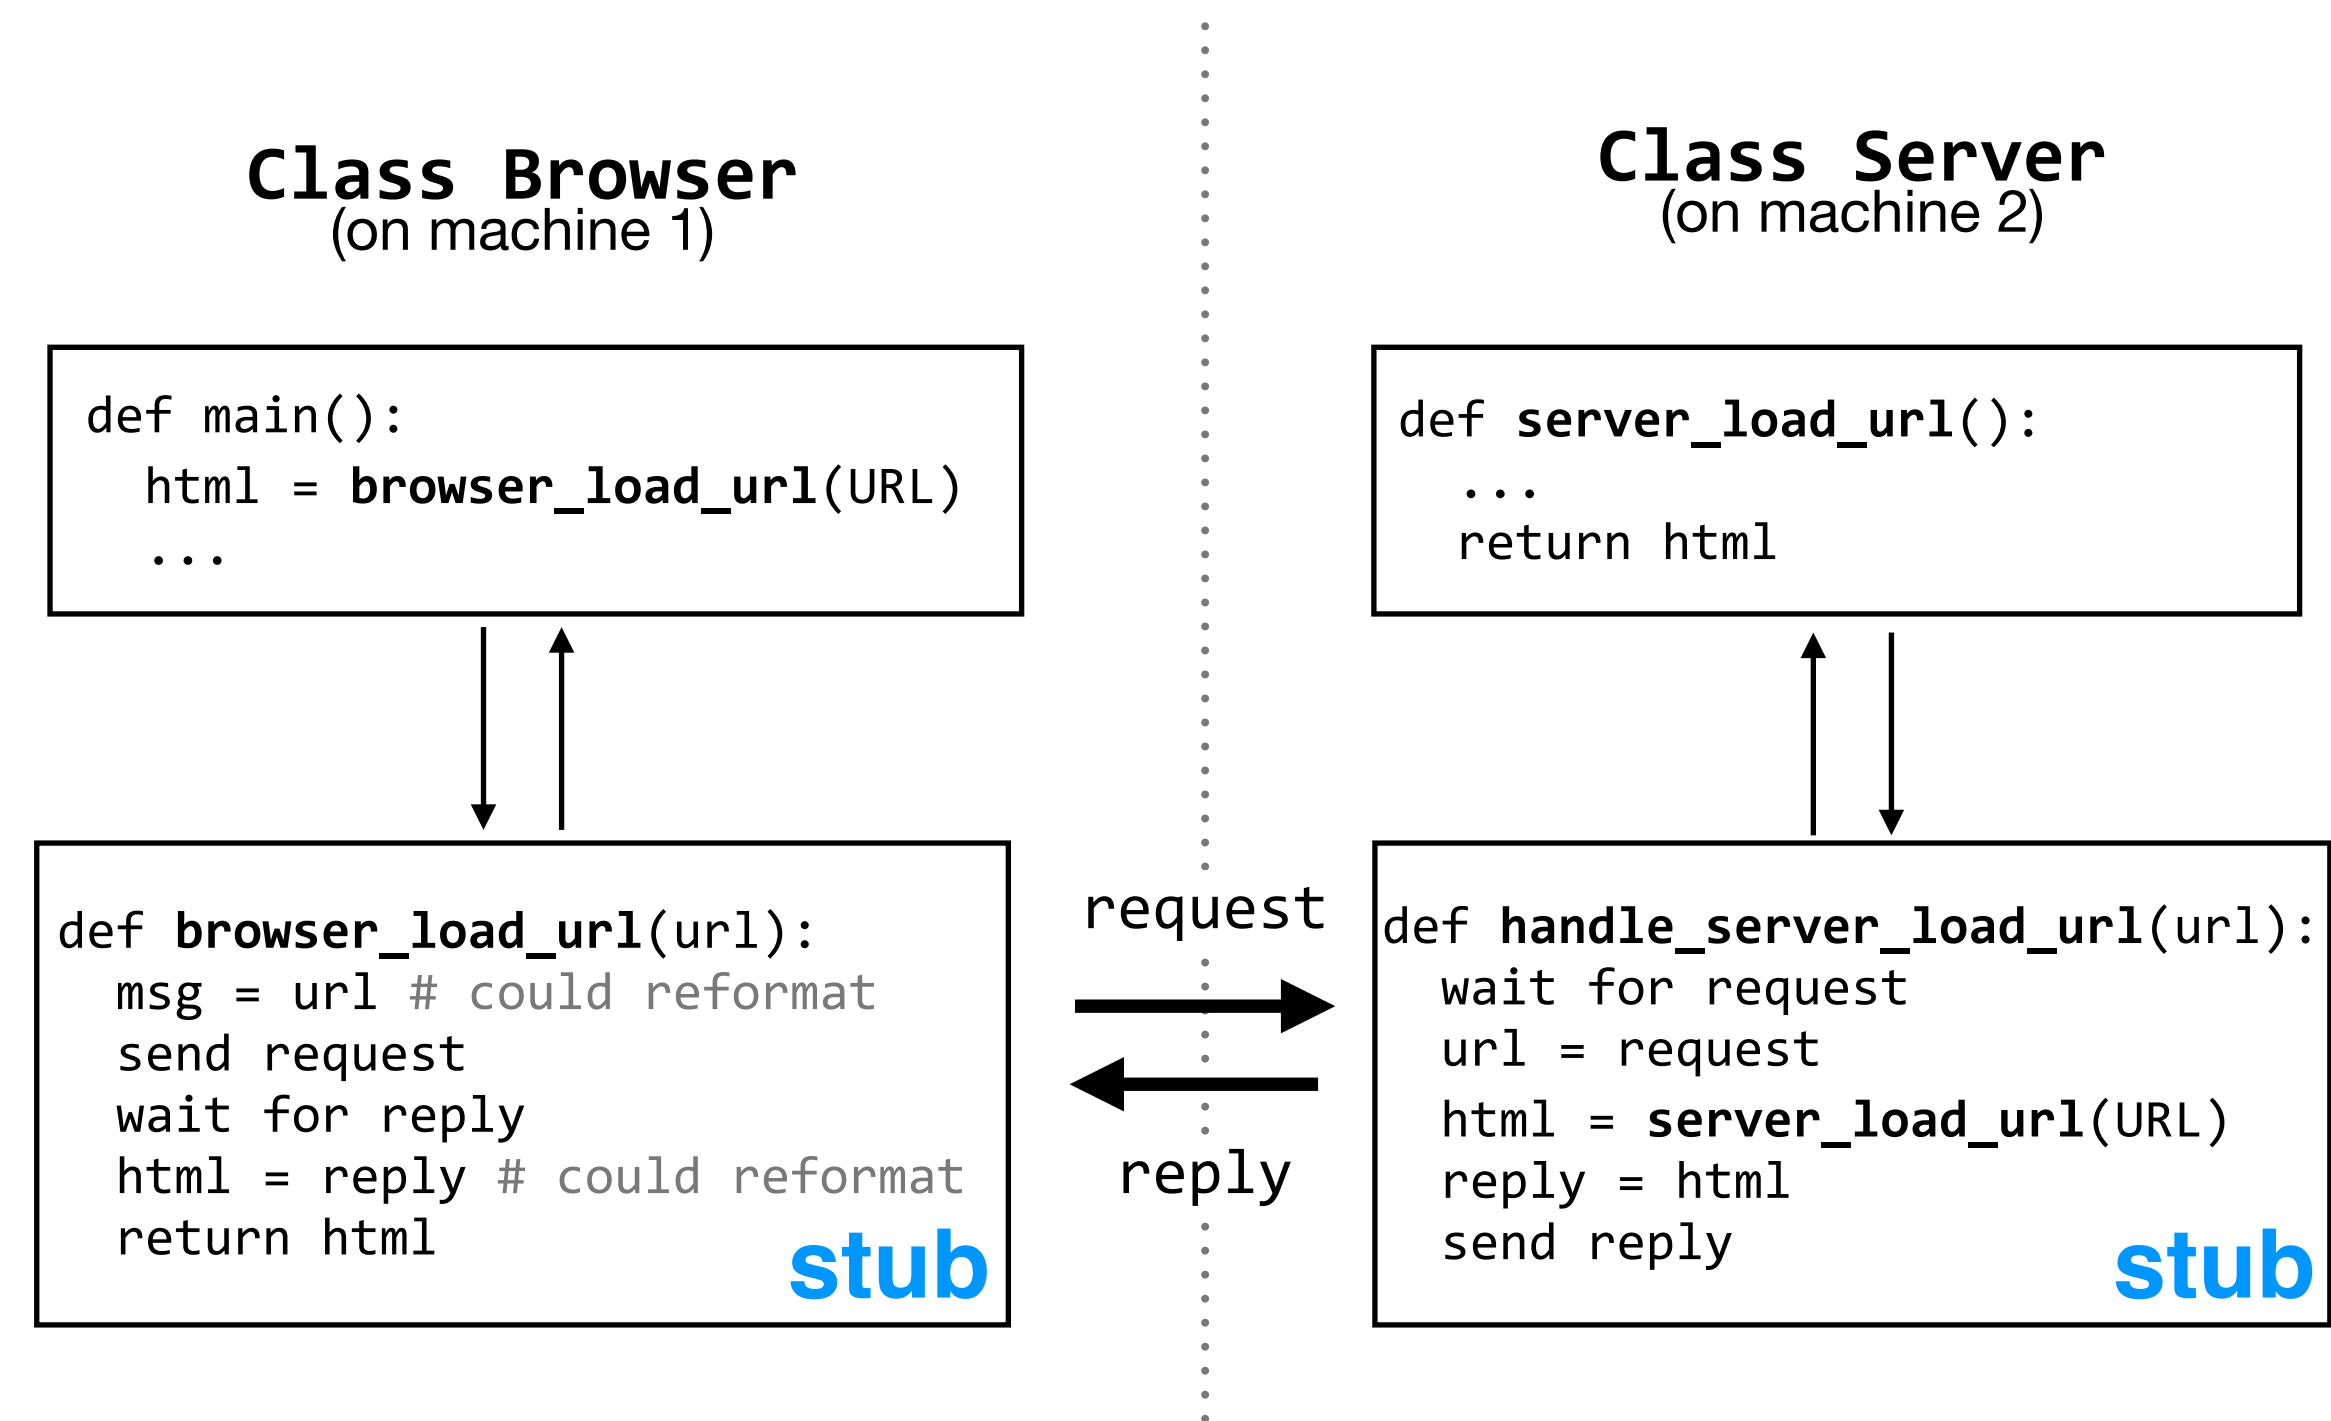 Class Browser
(on machine 1)
def main():
  html = browser_load_url(URL)
  ...
def browser_load_url(url):
  msg = url # could reformat
  send request
  wait for reply
  html = reply # could reformat
  return html
stub
request
reply
Class Server
(on machine 2)
def server_load_url():
  ...
  return html
def handle_server_load_url(url):
  wait for request
  url = request
  html = server_load_url(URL)
  reply = html
  send reply
stub